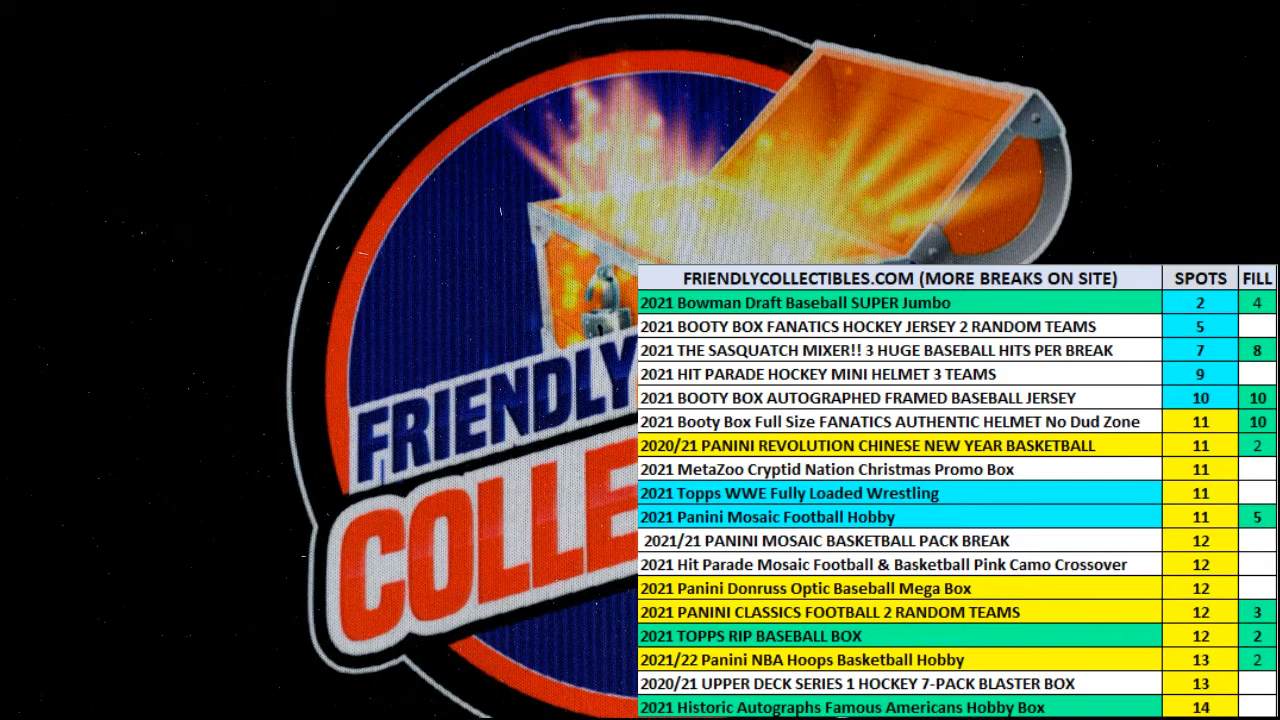 FRIENDLY
COLLE
FRIENDLYCOLLECTIBLES.COM (MORE BREAKS ON SITE) SPOTS FILL
2021 Bowman Draft Baseball SUPER Jumbo 2 4
2021 BOOTY BOX FANATICS HOCKEY JERSEY 2 RANDOM TEAMS 5
2021 THE SASQUATCH MIXER!! 3 HUGE BASEBALL HITS PER BREAK 7 8
2021 HIT PARADE HOCKEY MINI HELMET 3 TEAMS 9
2021 BOOTY BOX AUTOGRAPHED FRAMED BASEBALL JERSEY 10 10
2021 Booty Box Full Size FANATICS AUTHENTIC HELMET No Dud Zone 11 10
2020/21 PANINI REVOLUTION CHINESE NEW YEAR BASKETBALL 11 2
2021 MetaZoo Cryptid Nation Christmas Promo Box 11
2021 Topps WWE Fully Loaded Wrestling 11
2021 Panini Mosaic Football Hobby 11 5
2021/21 PANINI MOSAIC BASKETBALL PACK BREAK 12
2021 Hit Parade Mosaic Football & Basketball Pink Camo Crossover 12
2021 Panini Donruss Optic Baseball Mega Box 12
2021 PANINI CLASSICS FOOTBALL 2 RANDOM TEAMS 12 3
2021 TOPPS RIP BASEBALL BOX 12 2
2021/22 Panini NBA Hoops Basketball Hobby 13 2
2020/21 UPPER DECK SERIES 1 HOCKEY 7-PACK BLASTER BOX 13
2021 Historic Autographs Famous Americans Hobby Box 14